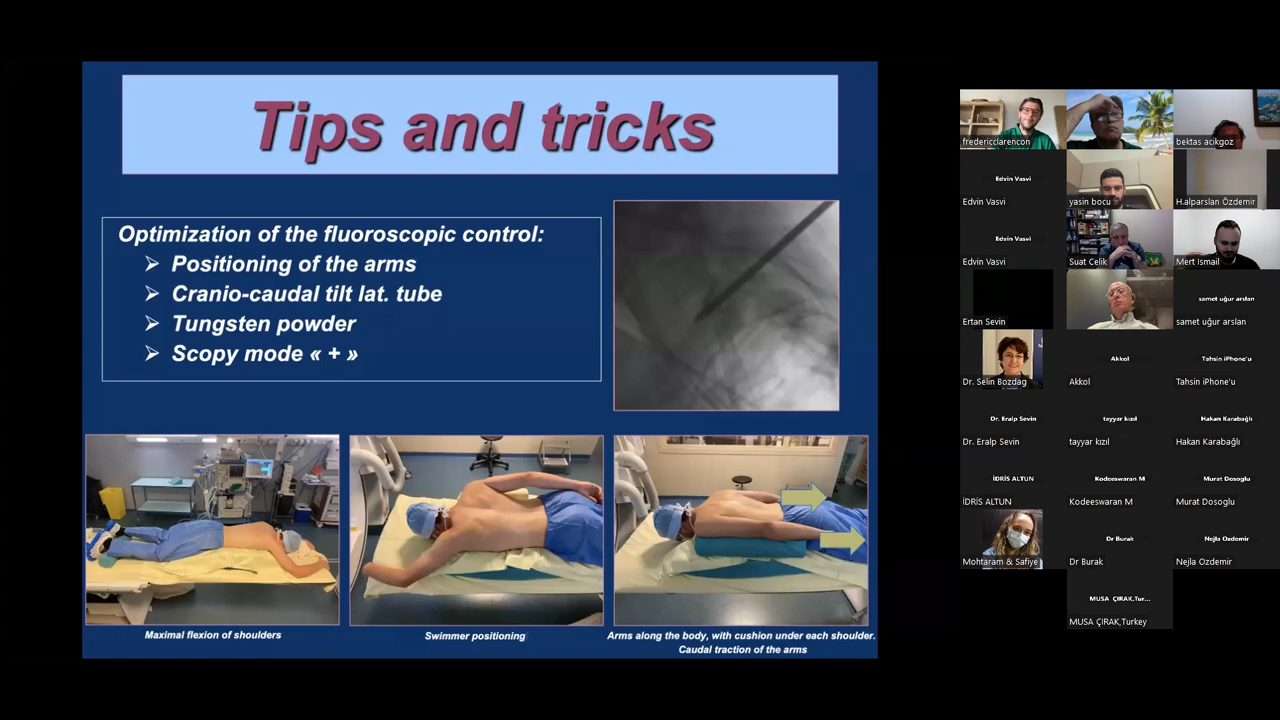 Tips and tricks
Optimization of the fluoroscopic control:
➢ Positioning of the arms
➢ Cranio-caudal tilt lat. tube
➢ Tungsten powder
➢ Scopy mode « + »
Maximal flexion of shoulders
Swimmer positioning
Arms along the body, with cushion under each shoulder.
Caudal traction of the arms
fredericclarencon
bektas acikgoz
Edvin Vasvi
Edvin Vasvi
yasin bocu
H.alparslan Özdemir
Edvin Vasvi
Edvin Vasvi
Suat Celik
Mert Ismail
Ertan Sevin
samet uğur arslan
samet uğur arslan
Dr. Selin Bozdag
Akkol
Akkol
Tahsin iPhone'u
Tahsin iPhone'u
Dr. Eralp Sevin
Dr. Eralp Sevin
tayyar kızıl
tayyar kızıl
Hakan Karabağlı
Hakan Karabağlı
İDRİS ALTUN
İDRİS ALTUN
Kodeeswaran M
Kodeeswaran M
Murat Dosoglu
Murat Dosoglu
Mohtaram & Safiye
Dr Burak
Dr Burak
Nejla Ozdemir
Nejla Ozdemir
MUSA ÇIRAK,Tur...
MUSA ÇIRAK,Turkey